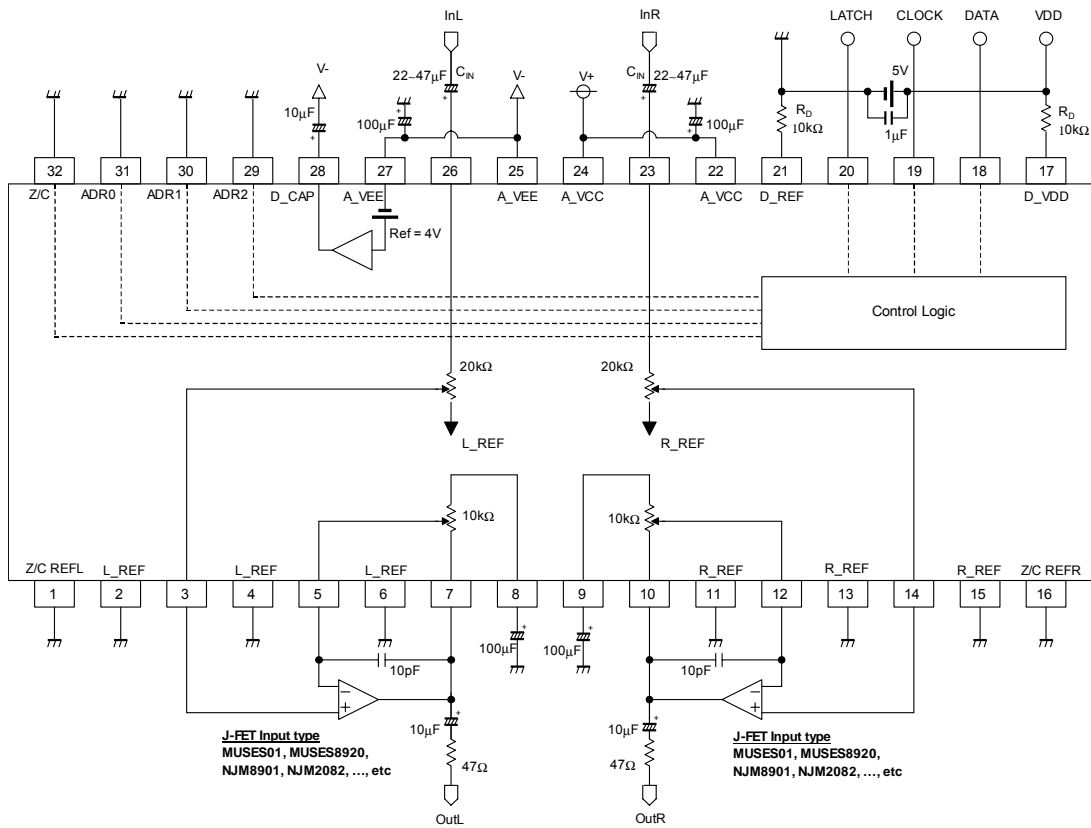 InL
InR
LATCH
CLOCK
DATA
VDD
V-
22~47μF
CIN
V-
V+
CIN
22~47μF
5V
10μF
100μF
100μF
RD
10kΩ
1μF
RD
10kΩ
32
31
30
29
28
27
26
25
24
23
22
21
20
19
18
17
Z/C
ADR0
ADR1
ADR2
D_CAP
A_VEE
A_VEE
A_VCC
A_VCC
D_REF
D_VDD
Ref = 4V
Control Logic
20kΩ
20kΩ
L_REF
R_REF
10kΩ
10kΩ
Z/C REFL
L_REF
L_REF
L_REF
R_REF
R_REF
R_REF
Z/C REFR
1
2
3
4
5
6
7
8
9
10
11
12
13
14
15
16
100μF
100μF
10pF
10pF
10μF
10μF
J-FET Input type
MUSES01, MUSES8920,
NJM8901, NJM2082, ..., etc
J-FET Input type
MUSES01, MUSES8920,
NJM8901, NJM2082, ..., etc
47Ω
47Ω
OutL
OutR